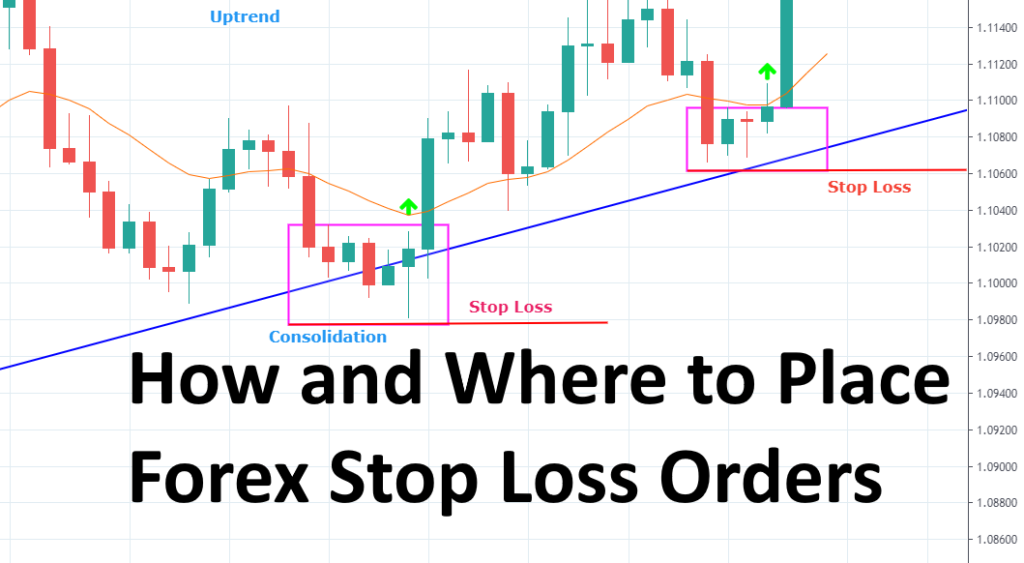 Uptrend
1.11400
1.11200
1.11000
1.10800
1.10600
Stop Loss
1.10400
1.10200
1.10000
Stop Loss
1.09800
Consolidation
1.09600
How and Where to Place
1.09400
1.09200
Forex Stop Loss Orders
1.09000
1.08800
1.08600